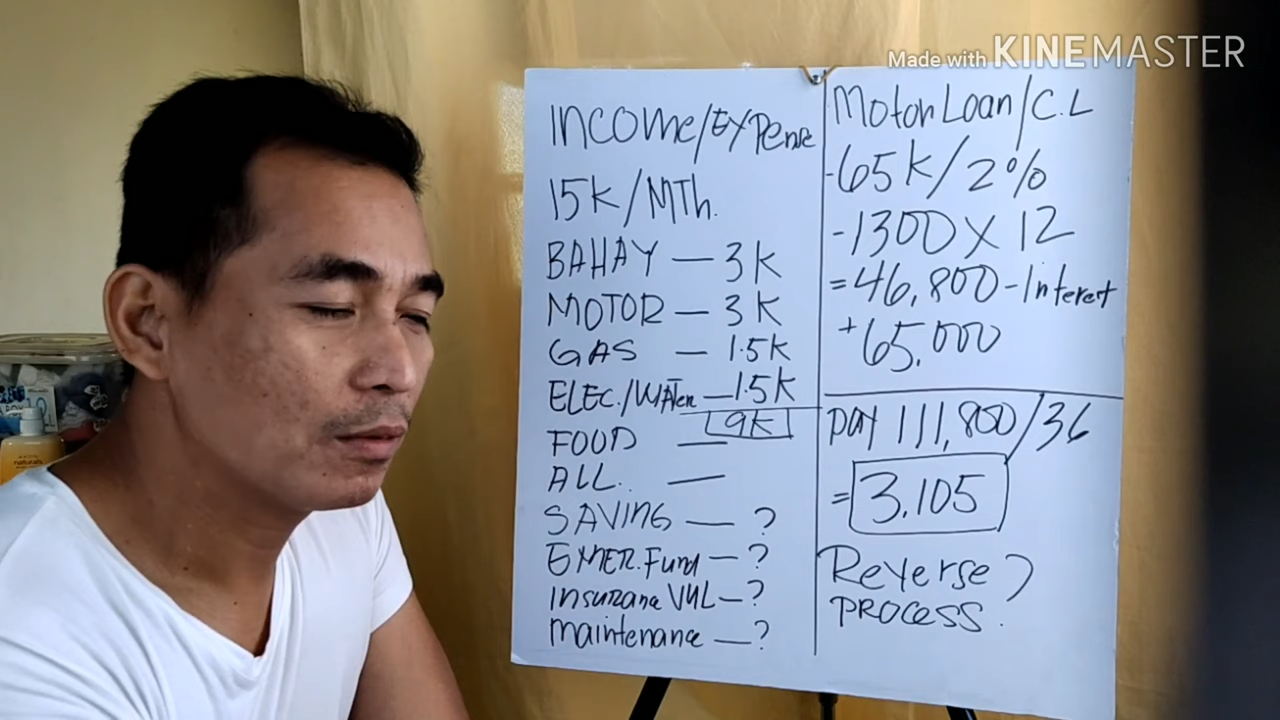 Made with KINEMASTER
Income/Expense
15K/MTh.
BAHAY — 3K
MOTOR — 3K
GAS — 1.5K
ELEC./WATer — 1.5K
9K
FOOD —
ALL. —
SAVING — ?
EMER. Fund — ?
Insurane VUL — ?
maintenance — ?
Motor Loan/C.L
-65K/2%
-1300 X 12
=46,800-Interest
+65,000
PAY 111,800/36
=3.105
Reverse ?
PROCESS.